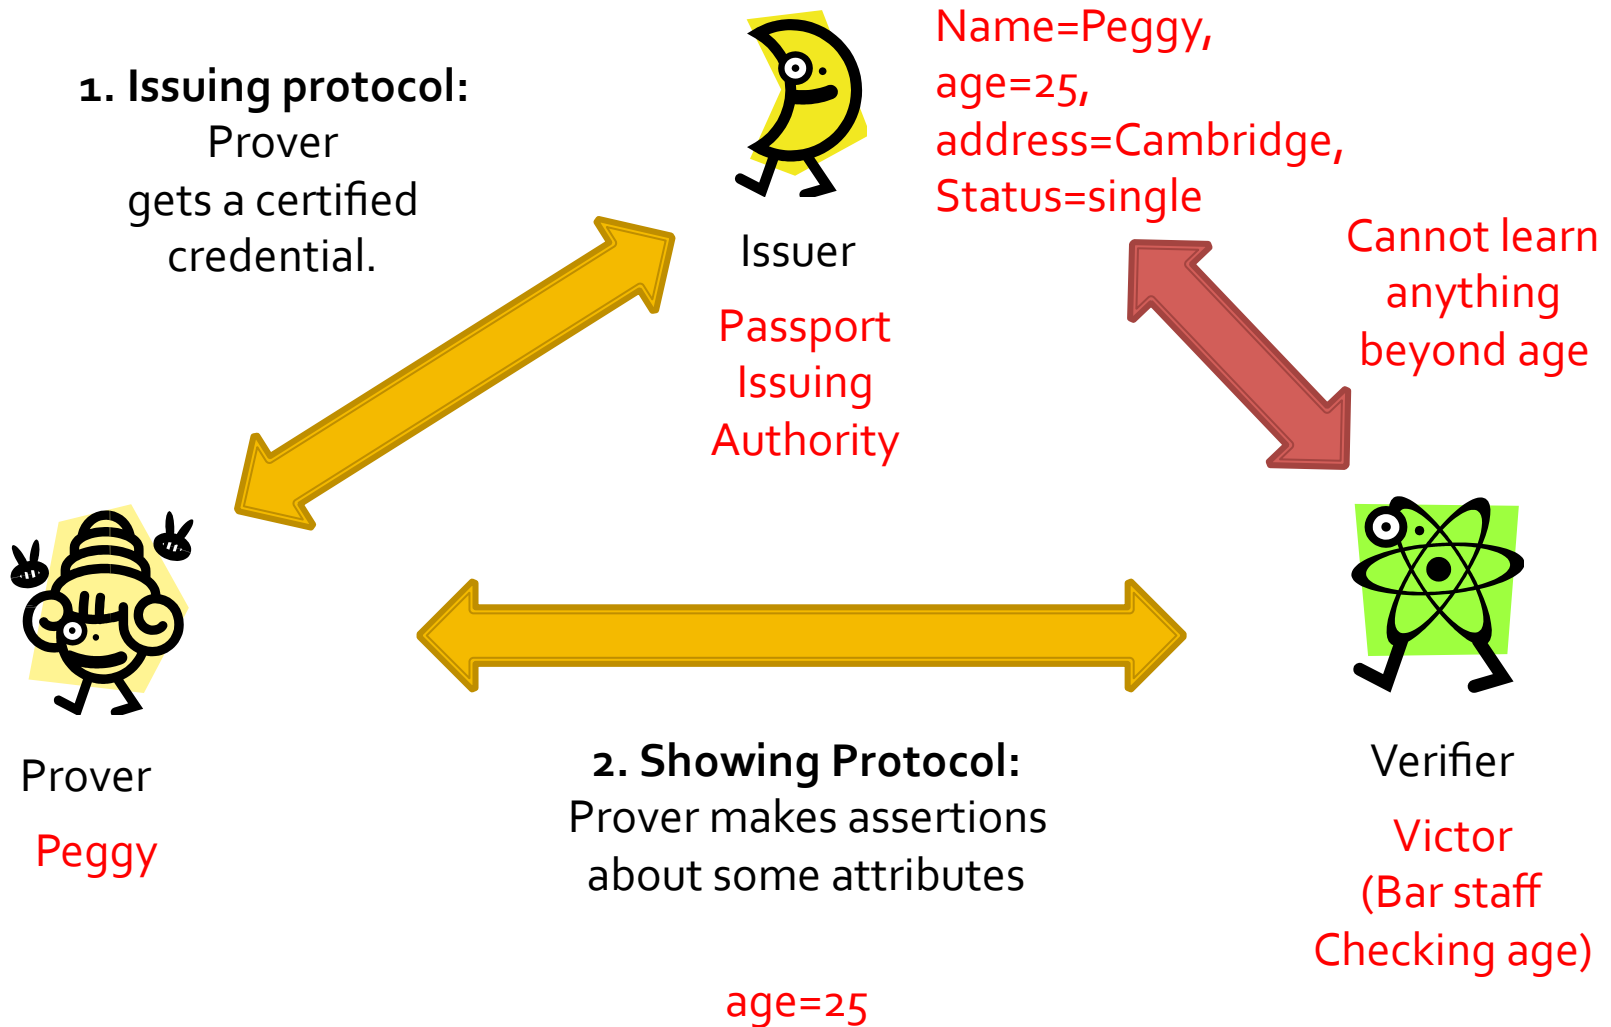 1. Issuing protocol:
Prover
gets a certified
credential.
Name=Peggy,
age=25,
address=Cambridge,
Status=single
Issuer
Passport
Issuing
Authority
Cannot learn
anything
beyond age
Prover
Peggy
2. Showing Protocol:
Prover makes assertions
about some attributes
age=25
Verifier
Victor
(Bar staff
Checking age)